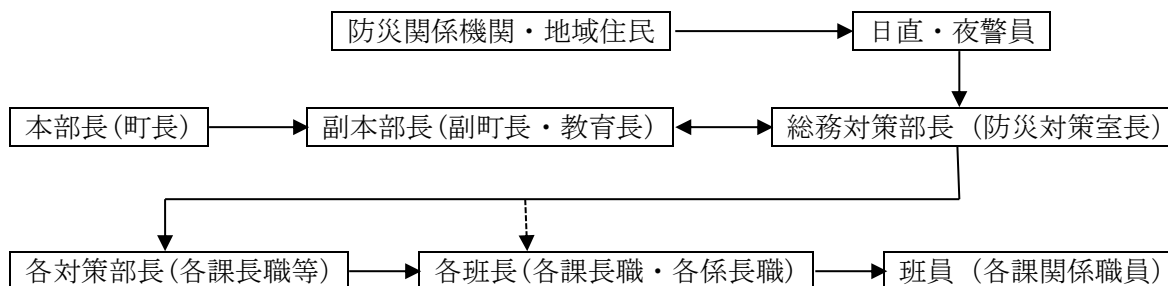 防災関係機関・地域住民
日直・夜警員
本部長(町長)
副本部長(副町長・教育長)
総務対策部長（防災対策室長）
各対策部長(各課長職等)
各班長(各課長職・各係長職)
班員（各課関係職員）